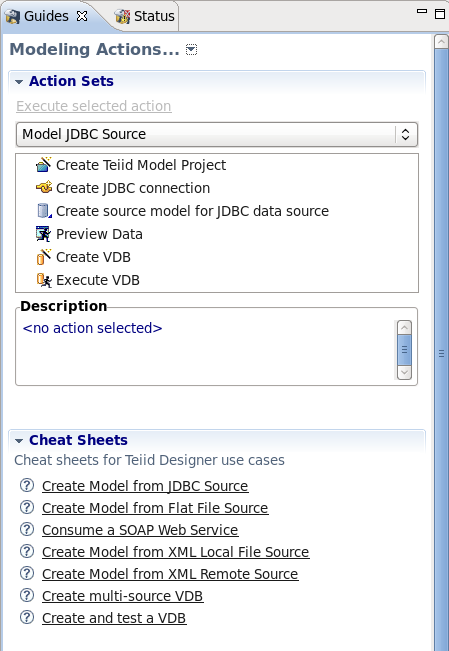 Guides
Status
Modeling Actions...
Action Sets
Execute selected action
Model JDBC Source
Create Teiid Model Project
Create JDBC connection
Create source model for JDBC data source
Preview Data
Create VDB
Execute VDB
Description
<no action selected>
Cheat Sheets
Cheat sheets for Teiid Designer use cases
Create Model from JDBC Source
Create Model from Flat File Source
Consume a SOAP Web Service
Create Model from XML Local File Source
Create Model from XML Remote Source
Create multi-source VDB
Create and test a VDB